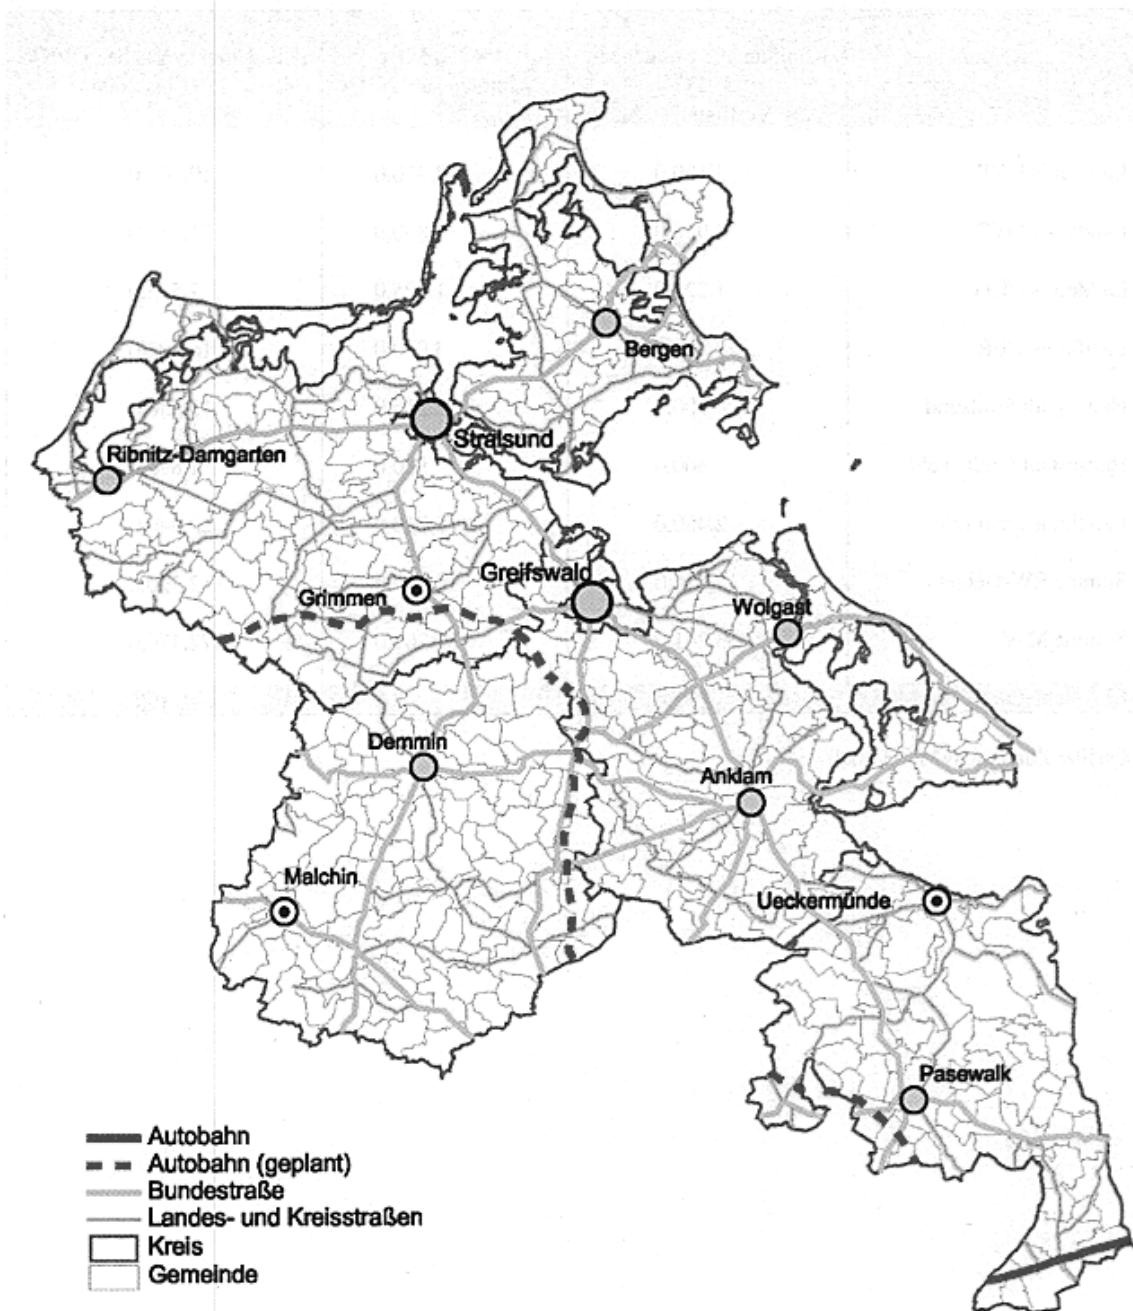 Bergen
Stralsund
Ribnitz-Damgarten
Greifswald
Grimmen
Wolgast
Demmin
Anklam
Malchin
Ueckermünde
Pasewalk
Autobahn
Autobahn (geplant)
Bundestraße
Landes- und Kreisstraßen
Kreis
Gemeinde